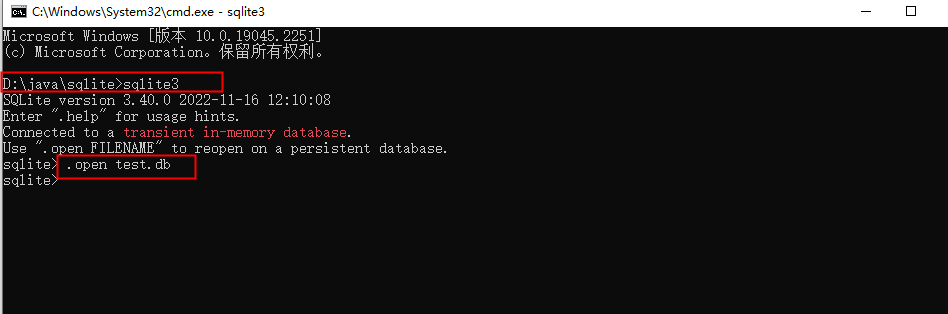 C:\Windows\System32\cmd.exe - sqlite3
Microsoft Windows [版本 10.0.19045.2251]
(c) Microsoft Corporation。保留所有权利。
D:\java\sqlite>sqlite3
SQLite version 3.40.0 2022-11-16 12:10:08
Enter ".help" for usage hints.
Connected to a transient in-memory database.
Use ".open FILENAME" to reopen on a persistent database.
sqlite> .open test.db
sqlite>